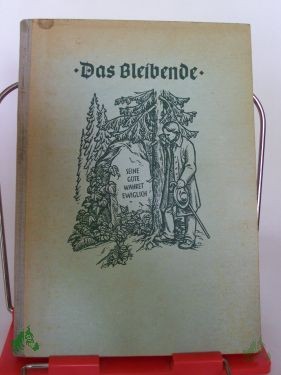 ·Das Bleibende·
SEINE
GÜTE
WÄHRET
EWIGLICH